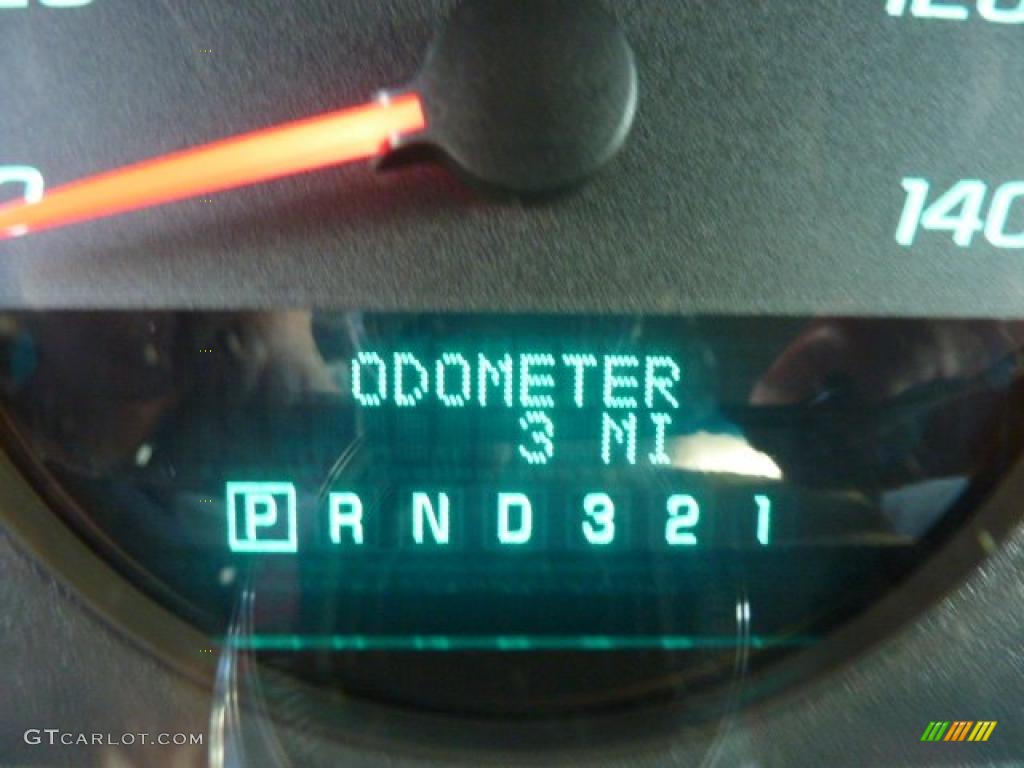 140
ODOMETER
3 MI
P R N D 3 2 1
GTCARLOT.COM